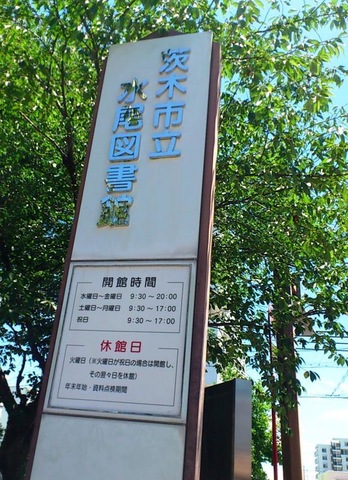 茨木市立
水尾図書館
開館時間
水曜日～金曜日 9:30～20:00
土曜日～月曜日 9:30～17:00
祝日 9:30～17:00
休館日
火曜日(※火曜日が祝日の場合は開館し、
その翌々日を休館)
年末年始・資料点検期間